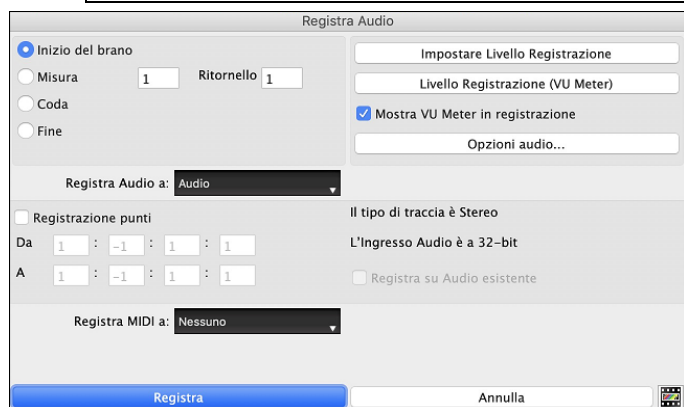 Registra Audio
Inizio del brano
Misura 1 Ritornello 1
Coda
Fine
Impostare Livello Registrazione
Livello Registrazione (VU Meter)
Mostra VU Meter in registrazione
Opzioni audio...
Registra Audio a: Audio
Registrazione punti
Da 1 : -1 : 1 : 1
A 1 : -1 : 1 : 1
Il tipo di traccia è Stereo
L'Ingresso Audio è a 32-bit
Registra su Audio esistente
Registra MIDI a: Nessuno
Registra
Annulla